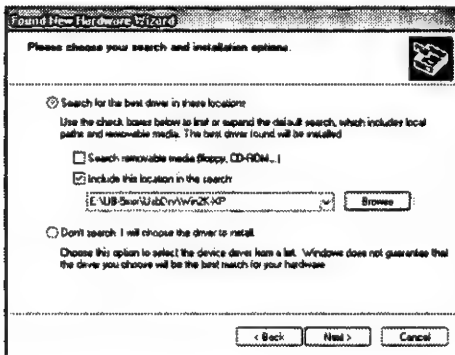 Found New Hardware Wizard
Please choose your search and installation options.
Search for the best driver in these locations
Use the check boxes below to limit or expand the default search, which includes local
paths and removable media. The best driver found will be installed.
Search removable media (floppy, CD-ROM...)
Include this location in the search:
Browse
Don't search. I will choose the driver to install.
Choose this option to select the device driver from a list. Windows does not guarantee that
the driver you choose will be the best match for your hardware.
< Back
Next >
Cancel